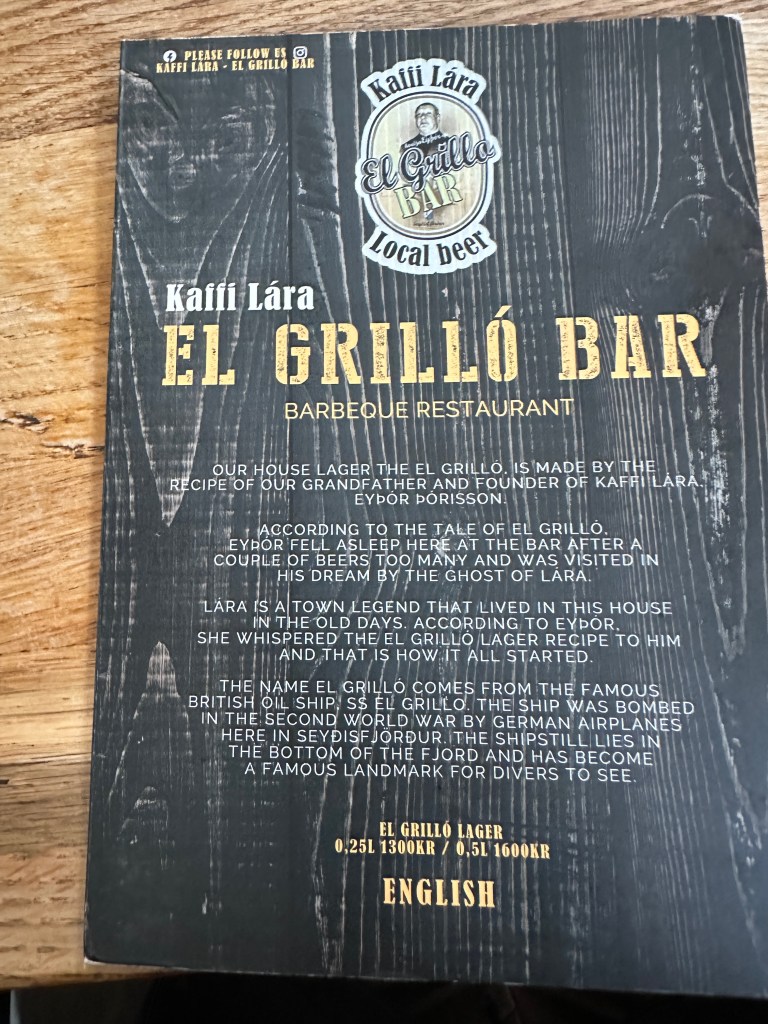 PLEASE FOLLOW US
KAFFI LÁRA - EL GRILLÓ BAR
Kaffi Lára
El Grillo
BAR
Local beer
Kaffi Lára
EL GRILLÓ BAR
BARBEQUE RESTAURANT
OUR HOUSE LAGER THE EL GRILLÓ, IS MADE BY THE
RECIPE OF OUR GRANDFATHER AND FOUNDER OF KAFFI LÁRA,
EYÞÓR ÞÓRISSON.
ACCORDING TO THE TALE OF EL GRILLÓ,
EYÞÓR FELL ASLEEP HERE AT THE BAR AFTER A
COUPLE OF BEERS TOO MANY AND WAS VISITED IN
HIS DREAM BY THE GHOST OF LÁRA.
LÁRA IS A TOWN LEGEND THAT LIVED IN THIS HOUSE
IN THE OLD DAYS. ACCORDING TO EYÞÓR,
SHE WHISPERED THE EL GRILLÓ LAGER RECIPE TO HIM
AND THAT IS HOW IT ALL STARTED.
THE NAME EL GRILLÓ COMES FROM THE FAMOUS
BRITISH OIL SHIP, SS EL GRILLO. THE SHIP WAS BOMBED
IN THE SECOND WORLD WAR BY GERMAN AIRPLANES
HERE IN SEYÐISFJÖRÐUR. THE SHIPSTILL LIES IN
THE BOTTOM OF THE FJORD AND HAS BECOME
A FAMOUS LANDMARK FOR DIVERS TO SEE.
EL GRILLÓ LAGER
0,25L 1300KR / 0,5L 1600KR
ENGLISH